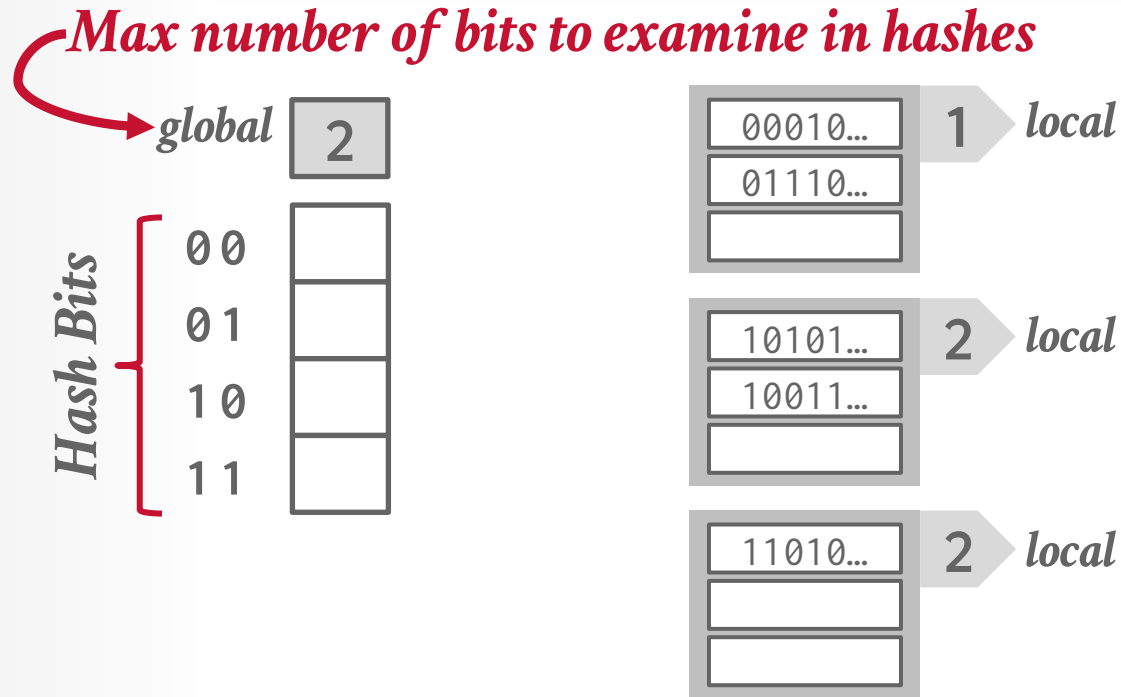 Max number of bits to examine in hashes
global 2
Hash Bits
00
01
10
11
00010…
01110…
1 local
10101…
10011…
2 local
11010…
2 local